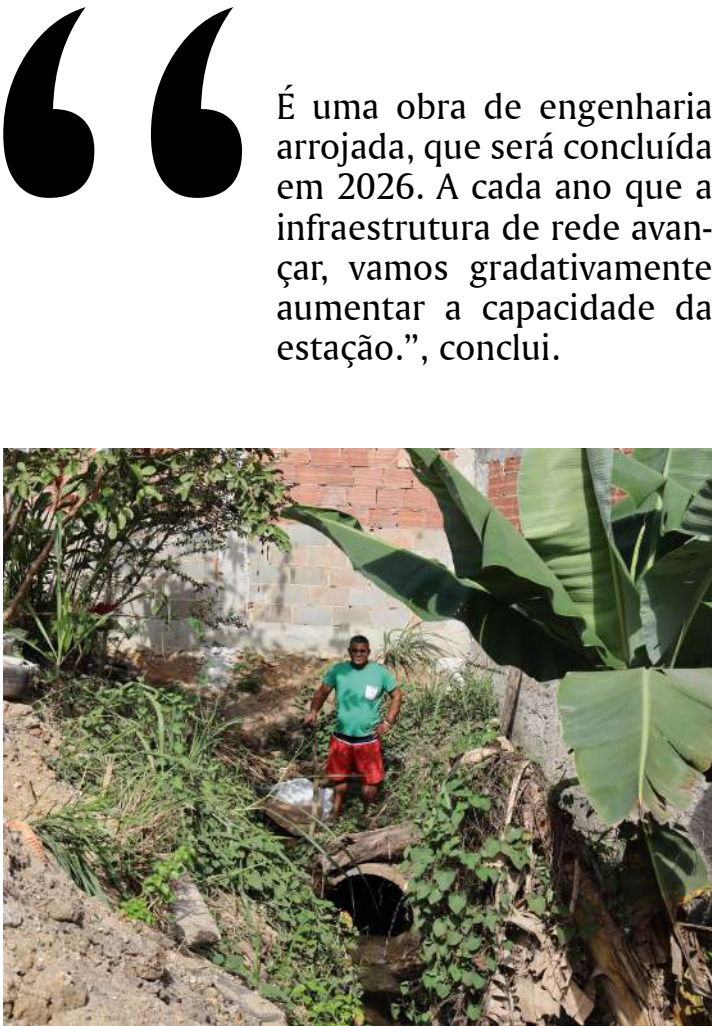 “
É uma obra de engenharia
arrojada, que será concluída
em 2026. A cada ano que a
infraestrutura de rede avan-
çar, vamos gradativamente
aumentar a capacidade da
estação.”, conclui.